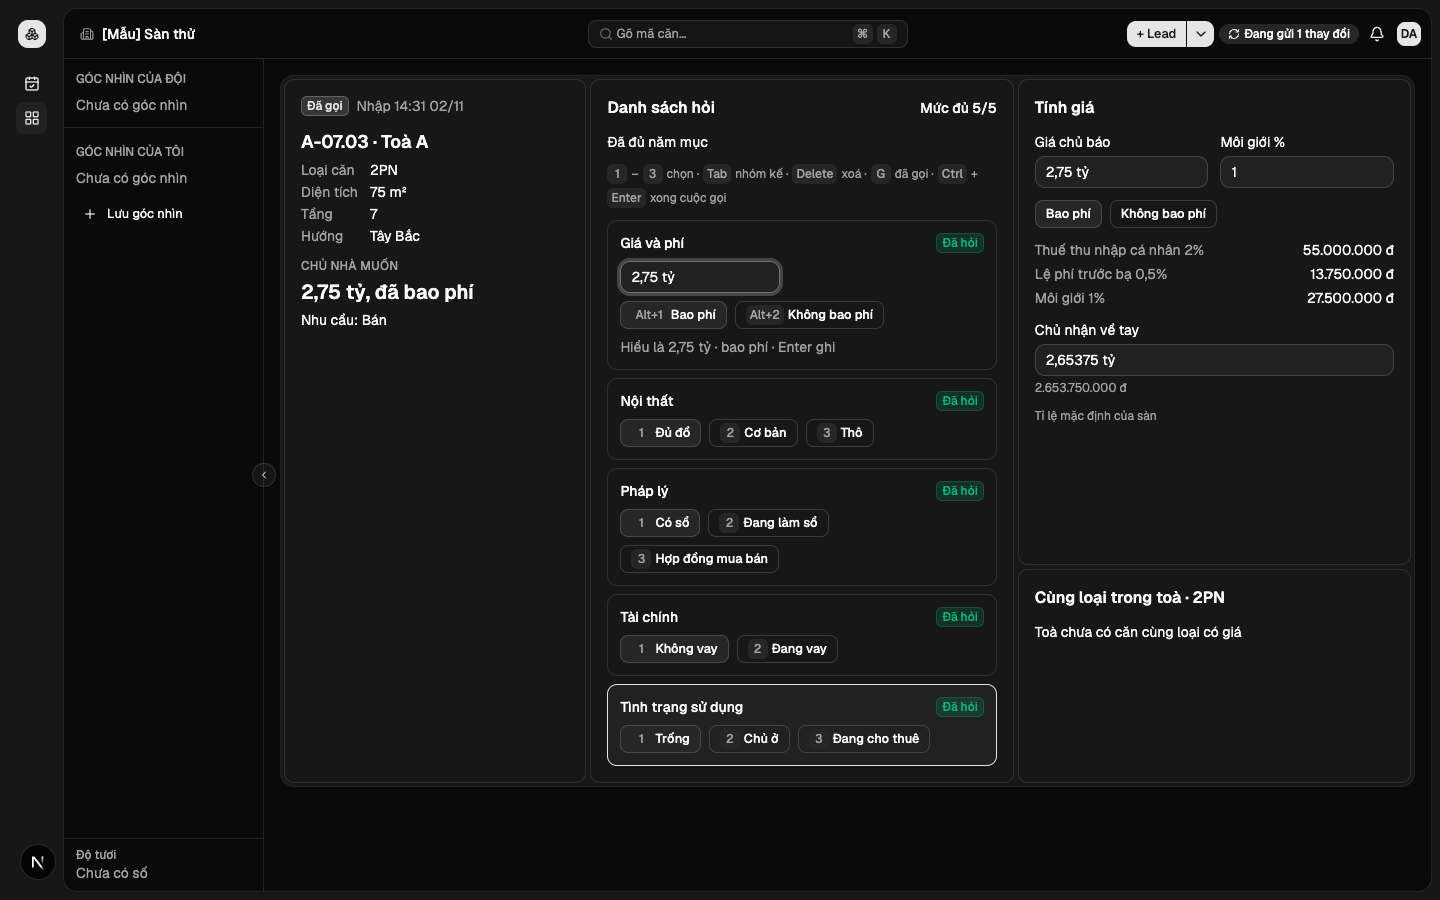 [Mẫu] Sàn thử
Gõ mã căn...
⌘ K
+ Lead
Đang gửi 1 thay đổi
DA
GÓC NHÌN CỦA ĐỘI
Chưa có góc nhìn
GÓC NHÌN CỦA TÔI
Chưa có góc nhìn
+ Lưu góc nhìn
Độ tươi
Chưa có số
N
Đã gọi Nhập 14:31 02/11
A-07.03 · Toà A
Loại căn 2PN
Diện tích 75 m²
Tầng 7
Hướng Tây Bắc
CHỦ NHÀ MUỐN
2,75 tỷ, đã bao phí
Nhu cầu: Bán
Danh sách hỏi Mức đủ 5/5
Đã đủ năm mục
1 – 3 chọn · Tab nhóm kế · Delete xoá · G đã gọi · Ctrl +
Enter xong cuộc gọi
Giá và phí Đã hỏi
2,75 tỷ
Alt+1 Bao phí Alt+2 Không bao phí
Hiểu là 2,75 tỷ · bao phí · Enter ghi
Nội thất Đã hỏi
1 Đủ đồ 2 Cơ bản 3 Thô
Pháp lý Đã hỏi
1 Có sổ 2 Đang làm sổ
3 Hợp đồng mua bán
Tài chính Đã hỏi
1 Không vay 2 Đang vay
Tình trạng sử dụng Đã hỏi
1 Trống 2 Chủ ở 3 Đang cho thuê
Tính giá
Giá chủ báo Môi giới %
2,75 tỷ 1
Bao phí Không bao phí
Thuế thu nhập cá nhân 2% 55.000.000 đ
Lệ phí trước bạ 0,5% 13.750.000 đ
Môi giới 1% 27.500.000 đ
Chủ nhận về tay
2,65375 tỷ
2.653.750.000 đ
Tỉ lệ mặc định của sàn
Cùng loại trong toà · 2PN
Toà chưa có căn cùng loại có giá